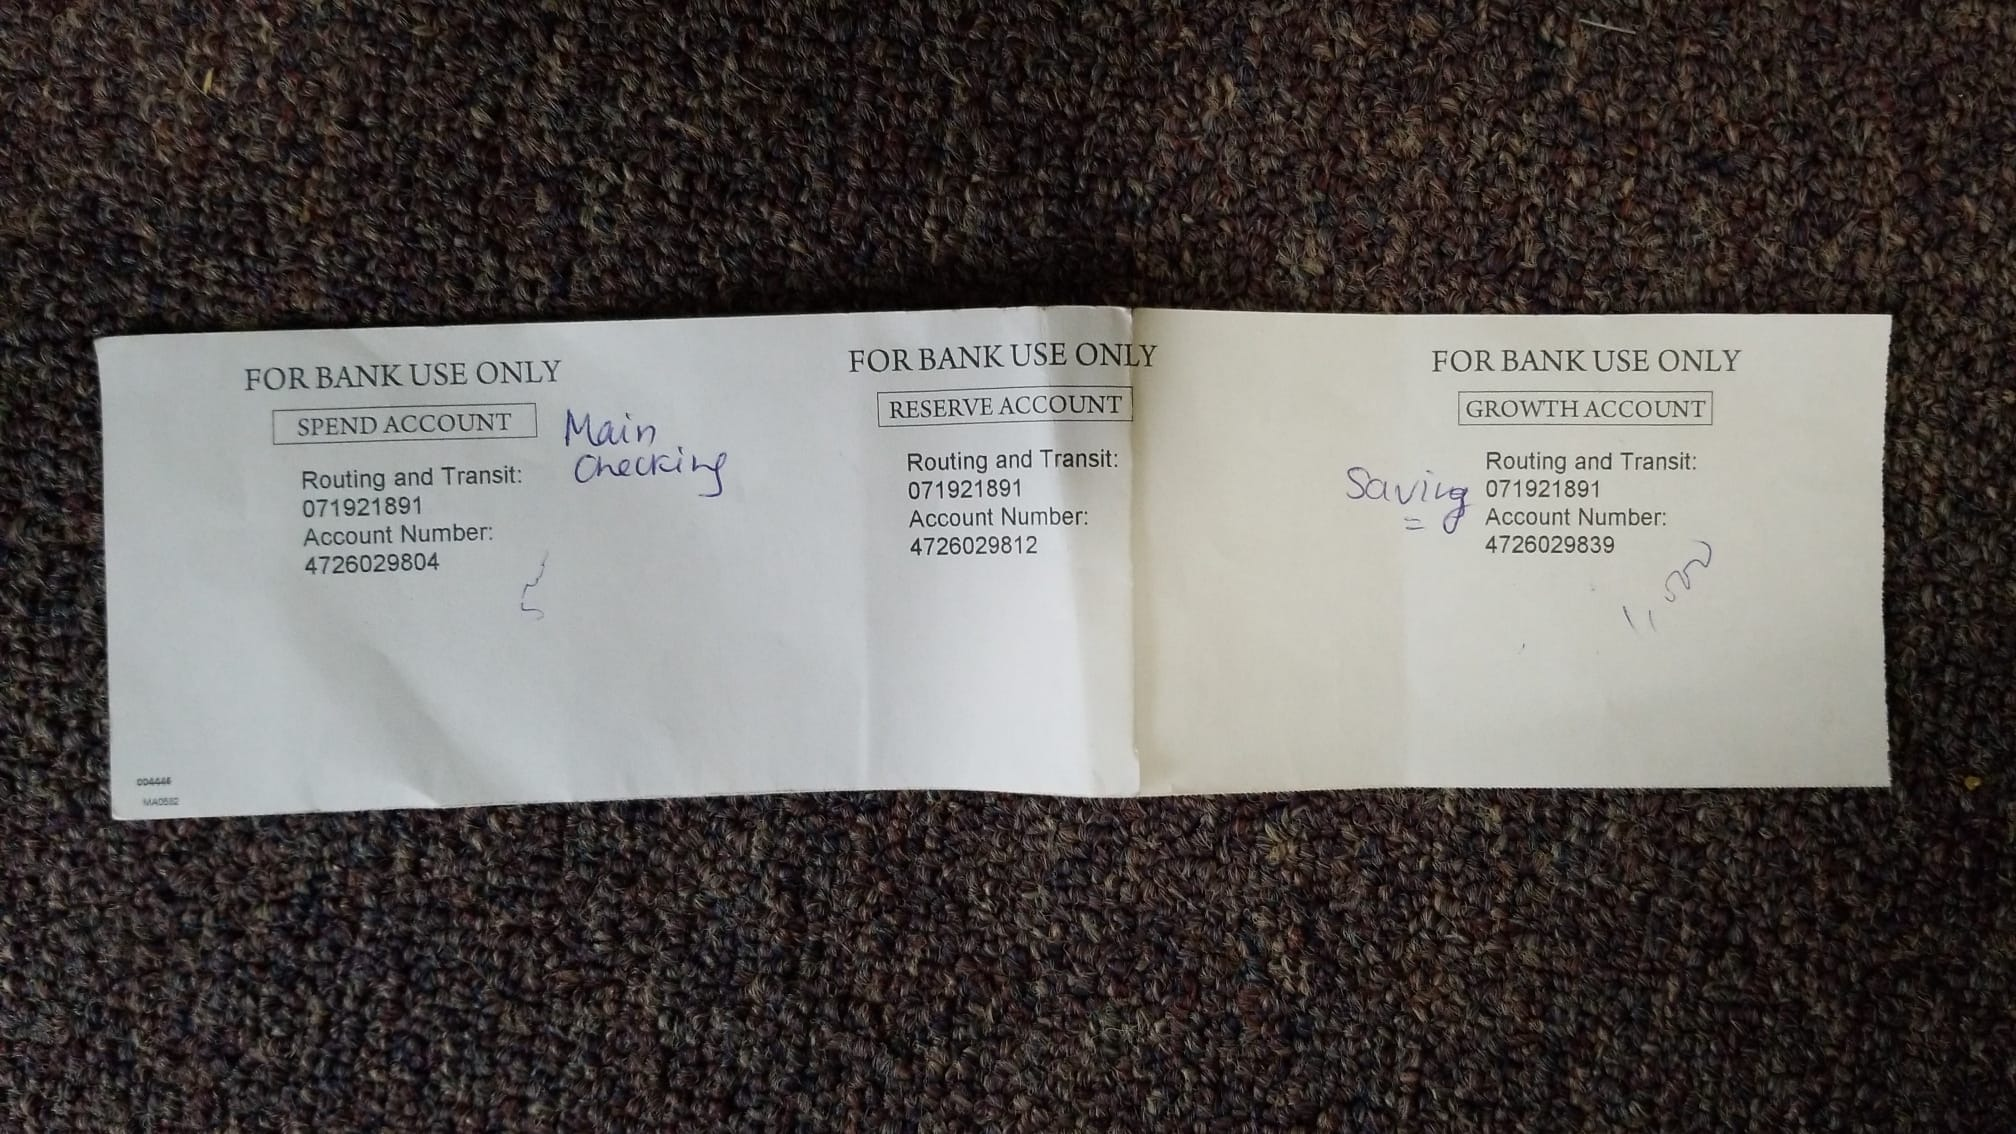 FOR BANK USE ONLY
SPEND ACCOUNT
Main
Checking
Routing and Transit:
071921891
Account Number:
4726029804
004446
MA0582
FOR BANK USE ONLY
RESERVE ACCOUNT
Routing and Transit:
071921891
Account Number:
4726029812
FOR BANK USE ONLY
GROWTH ACCOUNT
Saving
Routing and Transit:
071921891
Account Number:
4726029839